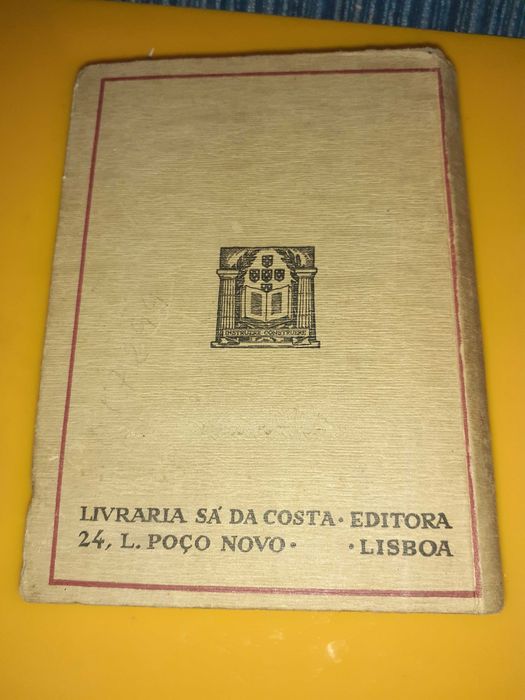 INSTRUERE CONSTRUERE
LIVRARIA SÁ DA COSTA · EDITORA
24, L. POÇO NOVO · · LISBOA